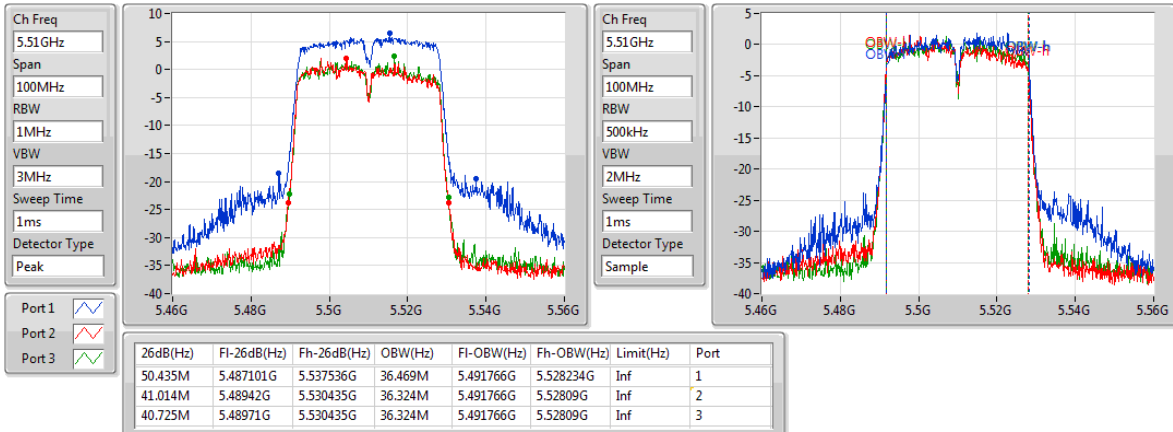 Ch Freq
5.51GHz
Span
100MHz
RBW
1MHz
VBW
3MHz
Sweep Time
1ms
Detector Type
Peak
Port 1
Port 2
Port 3
10
5
0
-5
-10
-15
-20
-25
-30
-35
-40
5.46G 5.48G 5.5G 5.52G 5.54G 5.56G
Ch Freq
5.51GHz
Span
100MHz
RBW
500kHz
VBW
2MHz
Sweep Time
1ms
Detector Type
Sample
5
0
-5
-10
-15
-20
-25
-30
-35
-40
5.46G 5.48G 5.5G 5.52G 5.54G 5.56G
26dB(Hz) Fl-26dB(Hz) Fh-26dB(Hz) OBW(Hz) Fl-OBW(Hz) Fh-OBW(Hz) Limit(Hz) Port
50.435M 5.487101G 5.537536G 36.469M 5.491766G 5.528234G Inf 1
41.014M 5.48942G 5.530435G 36.324M 5.491766G 5.52809G Inf 2
40.725M 5.48971G 5.530435G 36.324M 5.491766G 5.52809G Inf 3